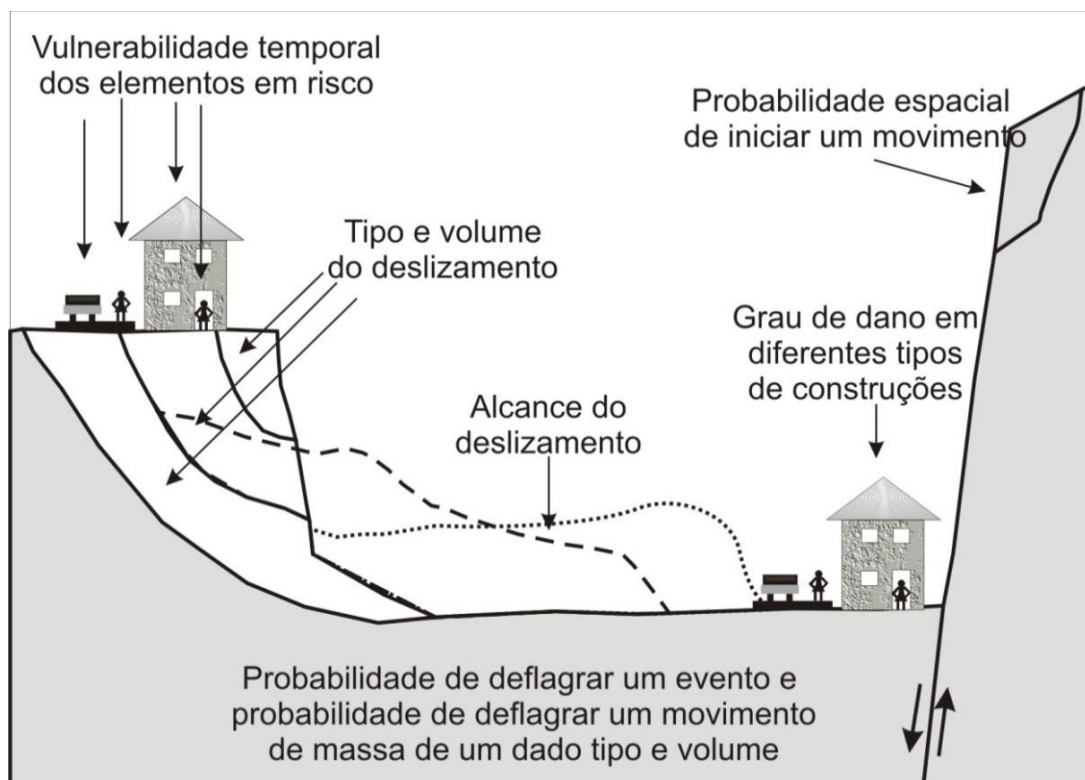 Vulnerabilidade temporal
dos elementos em risco
Probabilidade espacial
de iniciar um movimento
Tipo e volume
do deslizamento
Grau de dano em
diferentes tipos
de construções
Alcance do
deslizamento
Probabilidade de deflagrar um evento e
probabilidade de deflagrar um movimento
de massa de um dado tipo e volume